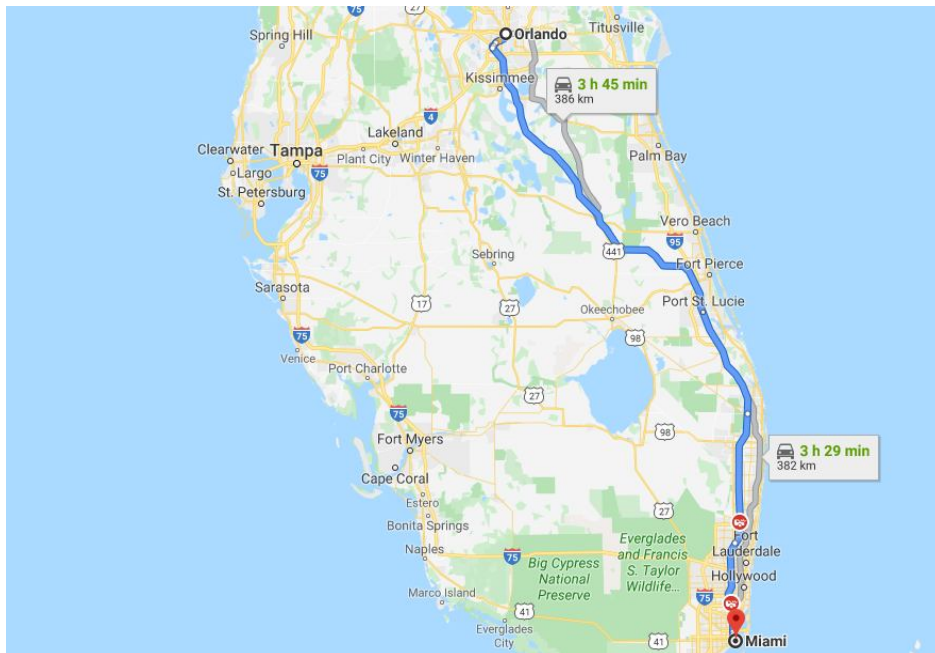 75
Orlando
Titusville
Spring Hill
Kissimmee
3 h 45 min
386 km
4
Lakeland
Clearwater
Tampa
Plant City
Winter Haven
Palm Bay
Largo
75
St. Petersburg
Vero Beach
95
441
Sebring
Fort Pierce
Sarasota
17
27
Okeechobee
Port St. Lucie
75
98
Venice
Port Charlotte
27
75
98
Fort Myers
3 h 29 min
382 km
Cape Coral
Estero
27
Bonita Springs
Fort
Lauderdale
Everglades
and Francis
S. Taylor
Wildlife...
Naples
75
Big Cypress
National
Preserve
Hollywood
Marco Island
75
41
Everglades
City
41
Miami